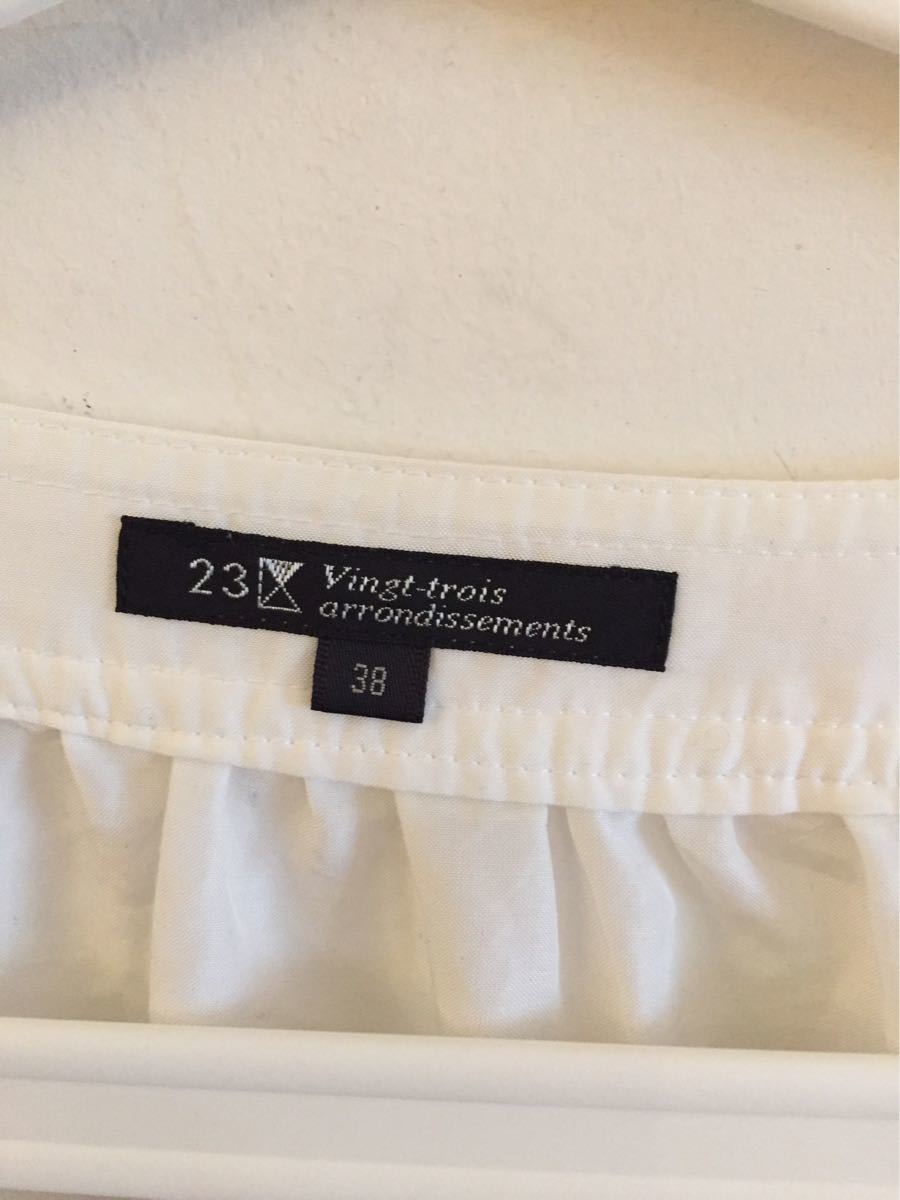 23 Vingt-trois
arrondissements
38